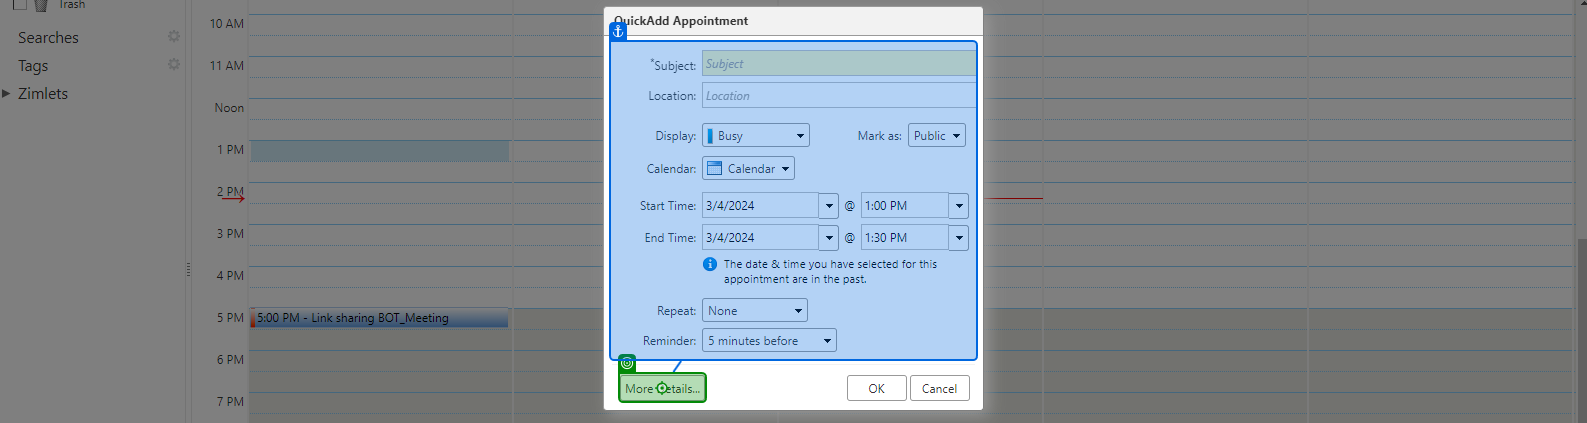 Trash
Searches
Tags
Zimlets
10 AM
11 AM
Noon
1 PM
2 PM
3 PM
4 PM
5 PM
6 PM
7 PM
5:00 PM - Link sharing BOT_Meeting
QuickAdd Appointment
*Subject: Subject
Location: Location
Display: Busy Mark as: Public
Calendar: Calendar
Start Time: 3/4/2024 @ 1:00 PM
End Time: 3/4/2024 @ 1:30 PM
The date & time you have selected for this
appointment are in the past.
Repeat: None
Reminder: 5 minutes before
More Details... OK Cancel